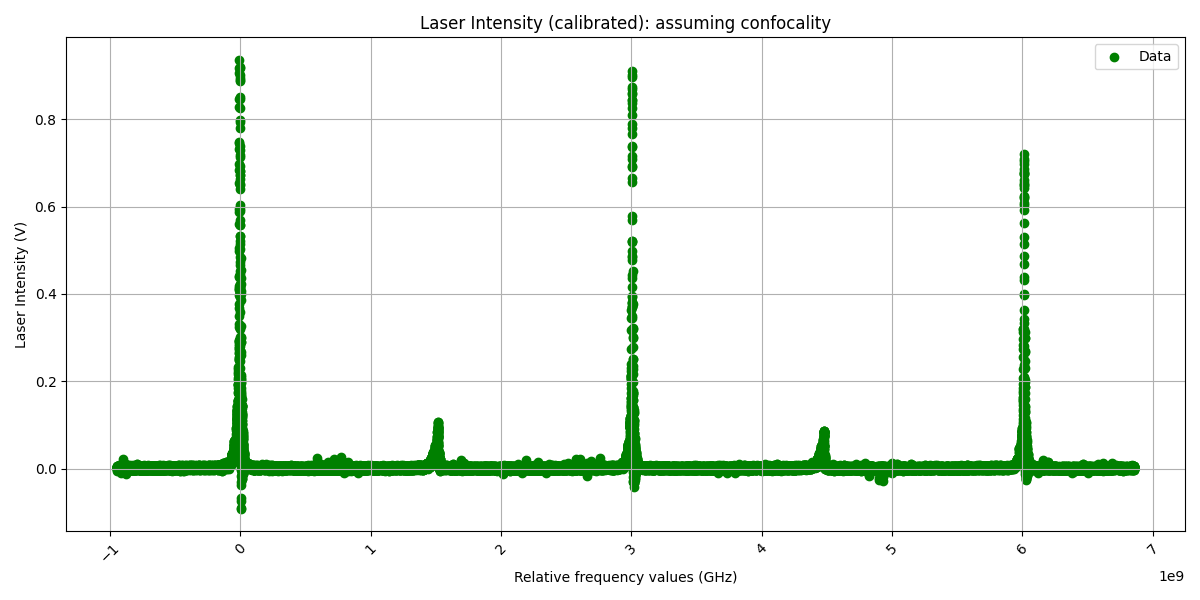 Laser Intensity (calibrated): assuming confocality
Data
Laser Intensity (V)
0.8
0.6
0.4
0.2
0.0
−1
0
1
2
3
4
5
6
7
1e9
Relative frequency values (GHz)